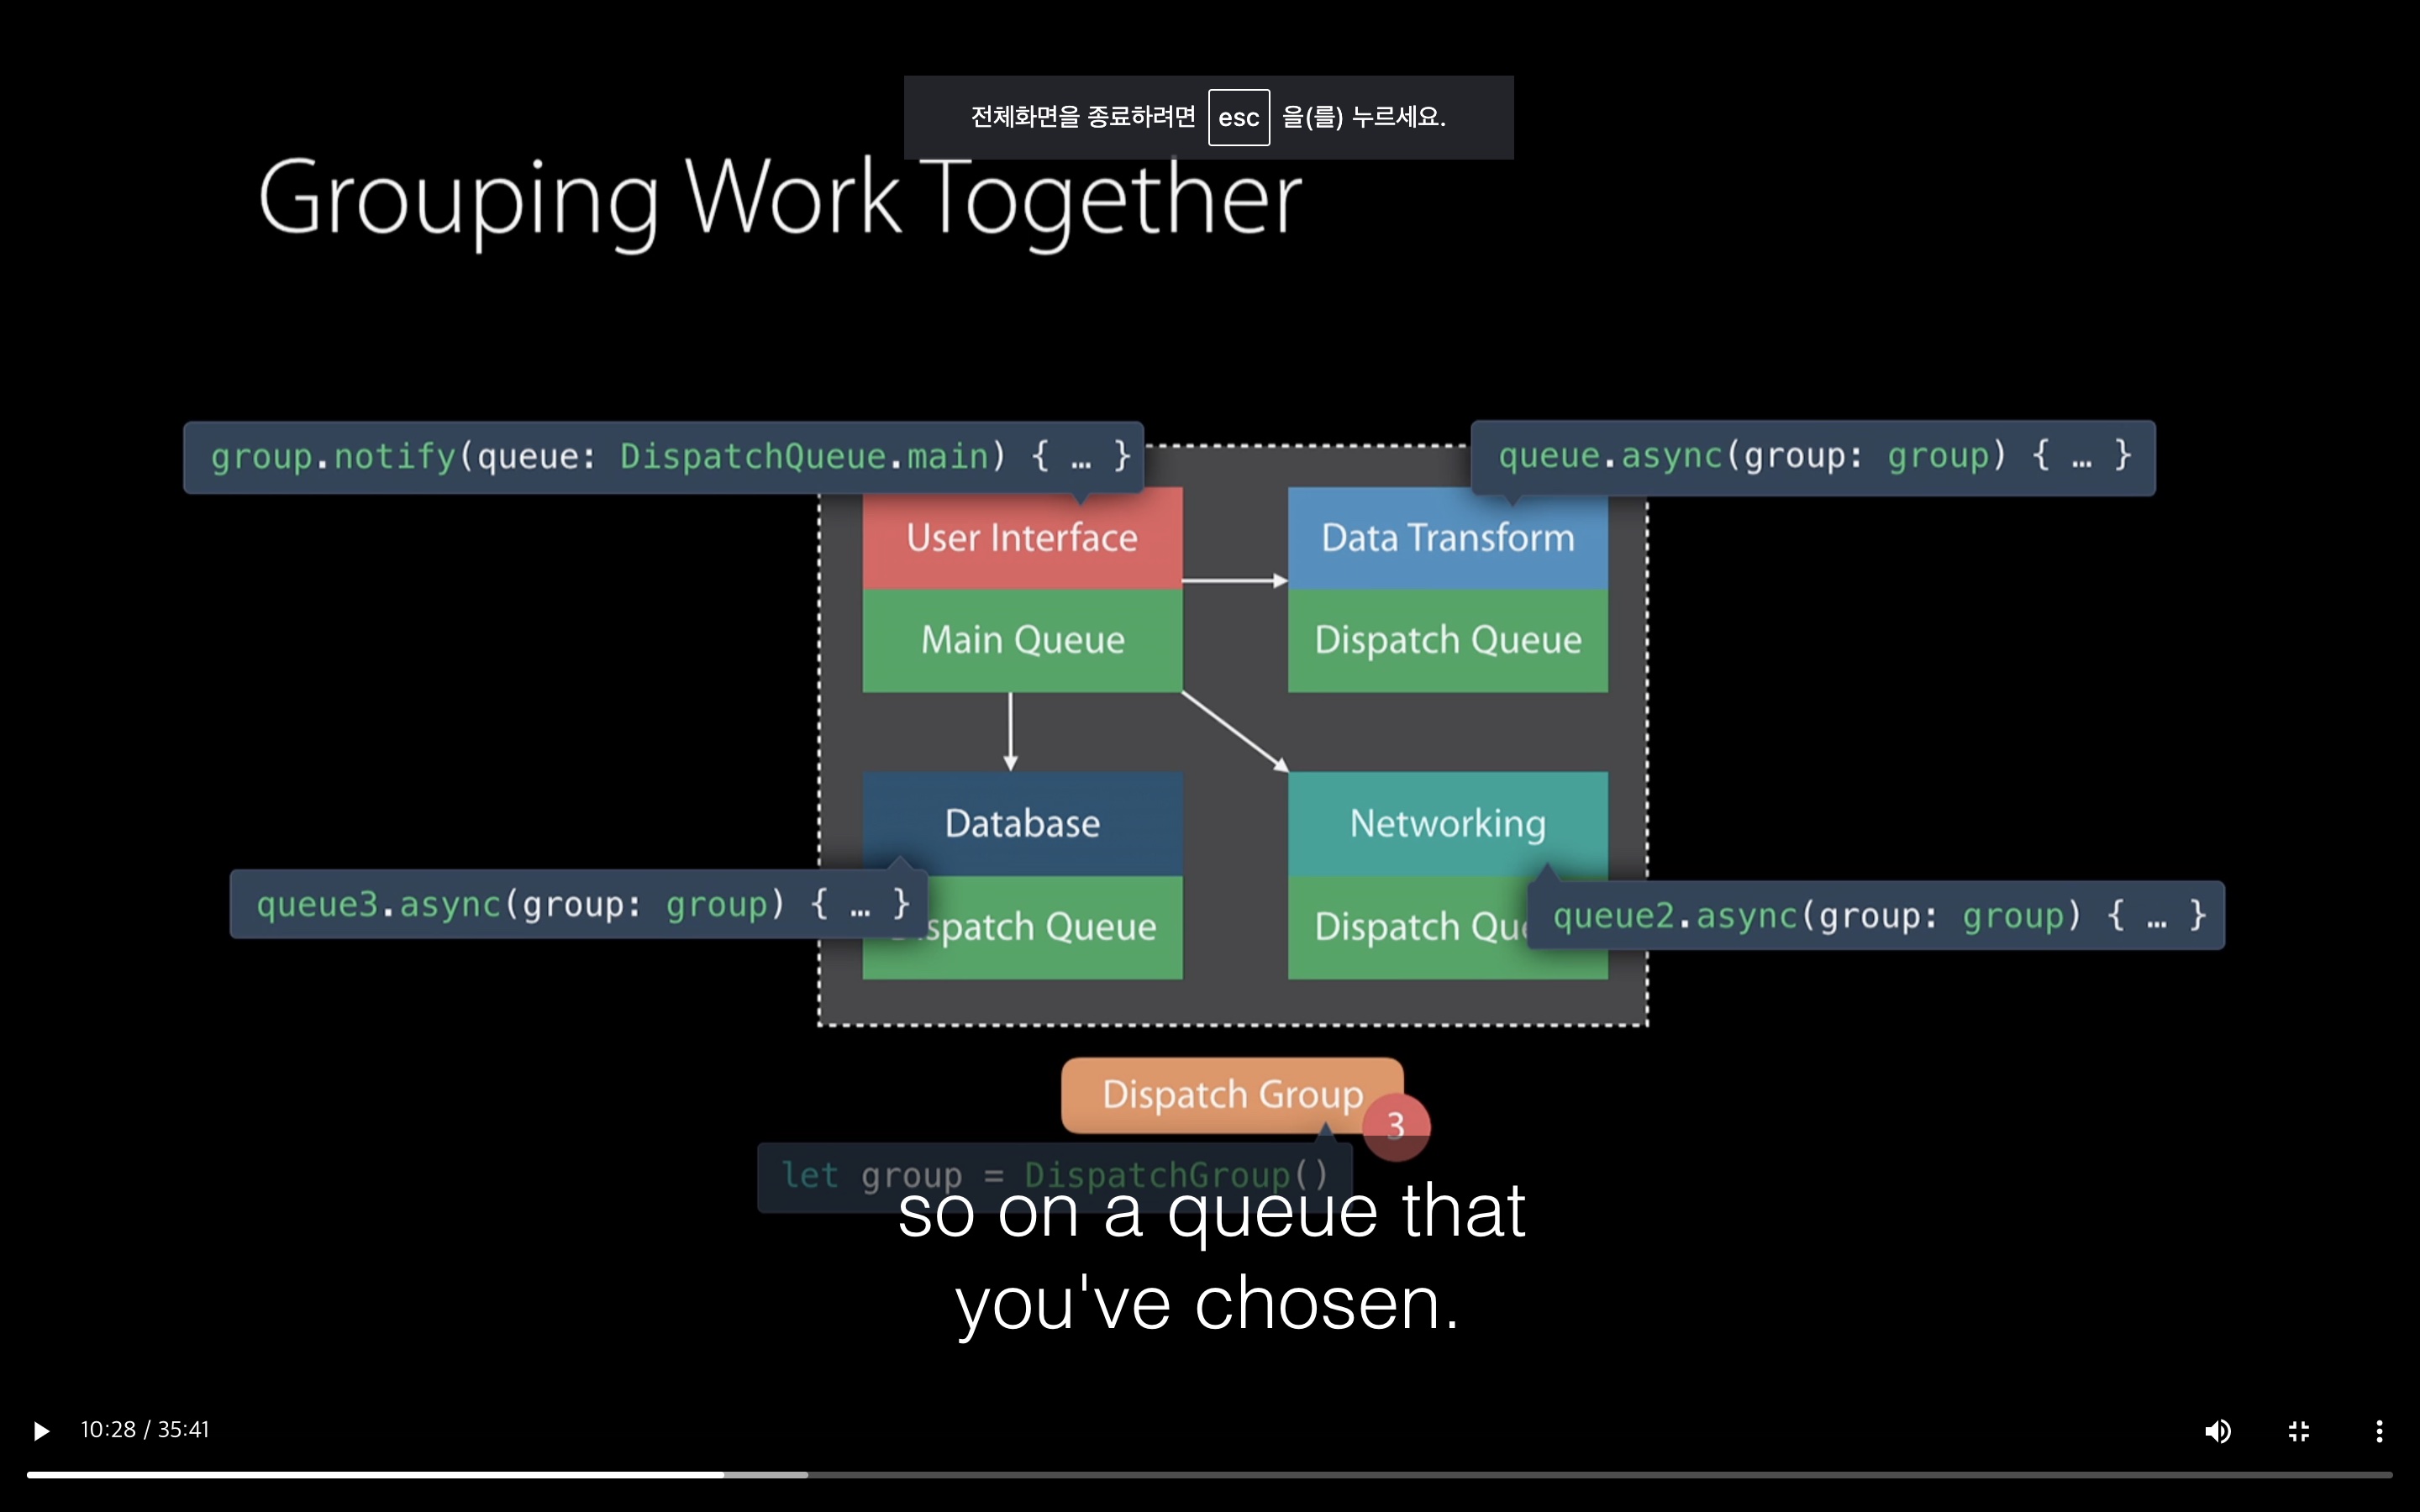 전체화면을 종료하려면 esc 을(를) 누르세요.
Grouping Work Together
group.notify(queue: DispatchQueue.main) { … }
queue.async(group: group) { … }
User Interface
Main Queue
Data Transform
Dispatch Queue
Database
spatch Queue
queue3.async(group: group) { … }
Networking
Dispatch Que
queue2.async(group: group) { … }
Dispatch Group
3
let group = DispatchGroup()
so on a queue that
you've chosen.
10:28 / 35:41